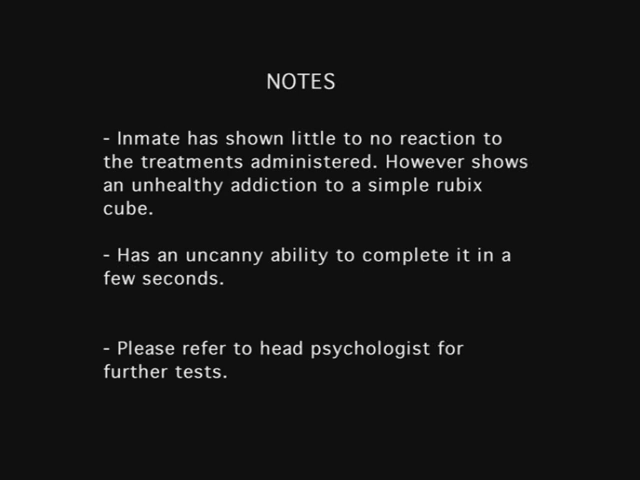 NOTES
- Inmate has shown little to no reaction to
the treatments administered. However shows
an unhealthy addiction to a simple rubix
cube.
- Has an uncanny ability to complete it in a
few seconds.
- Please refer to head psychologist for
further tests.